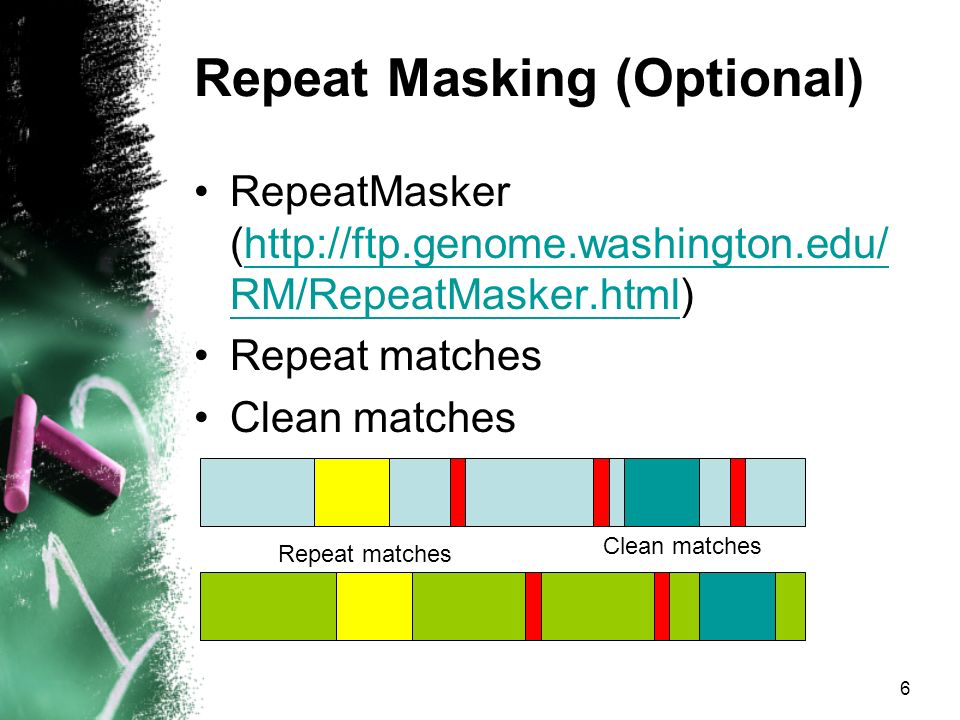 Repeat Masking (Optional)
• RepeatMasker
(http://ftp.genome.washington.edu/
RM/RepeatMasker.html)
• Repeat matches
• Clean matches
Repeat matches
Clean matches
6